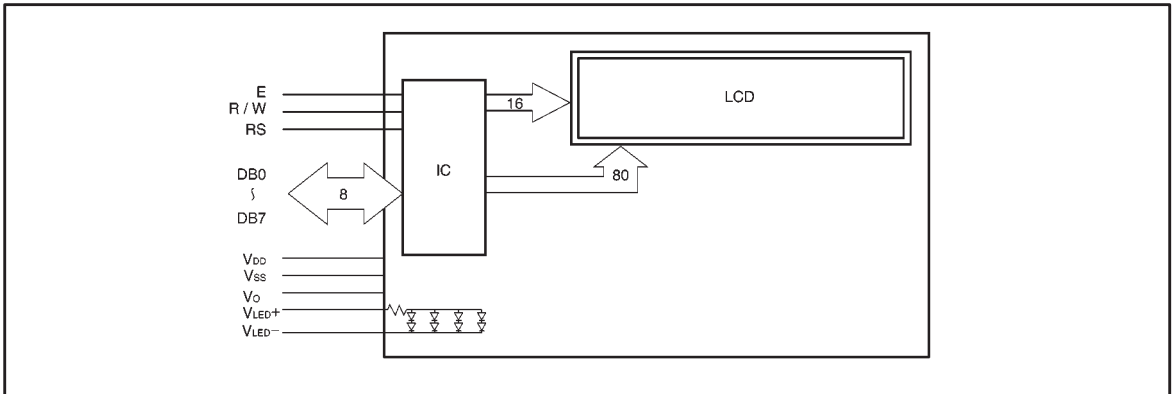 E
R / W
RS
DB0
~
DB7
8
IC
16
80
LCD
VDD
VSS
VO
VLED+
VLED−